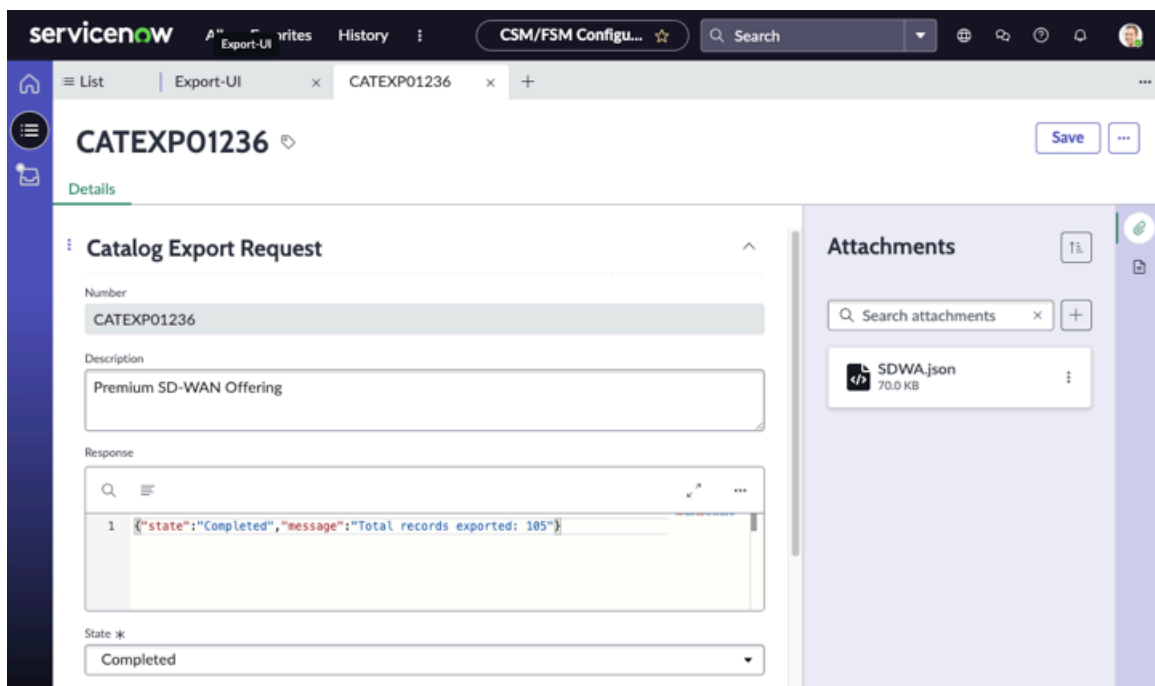 servicenow
Export-UI
History
CSM/FSM Configu...
Search
List
Export-UI
CATEXP01236
CATEXP01236
Save
Details
Catalog Export Request
Number
CATEXP01236
Description
Premium SD-WAN Offering
Response
1 {"state":"Completed","message":"Total records exported: 105"}
State *
Completed
Attachments
Search attachments
SDWA.json
70.0 KB